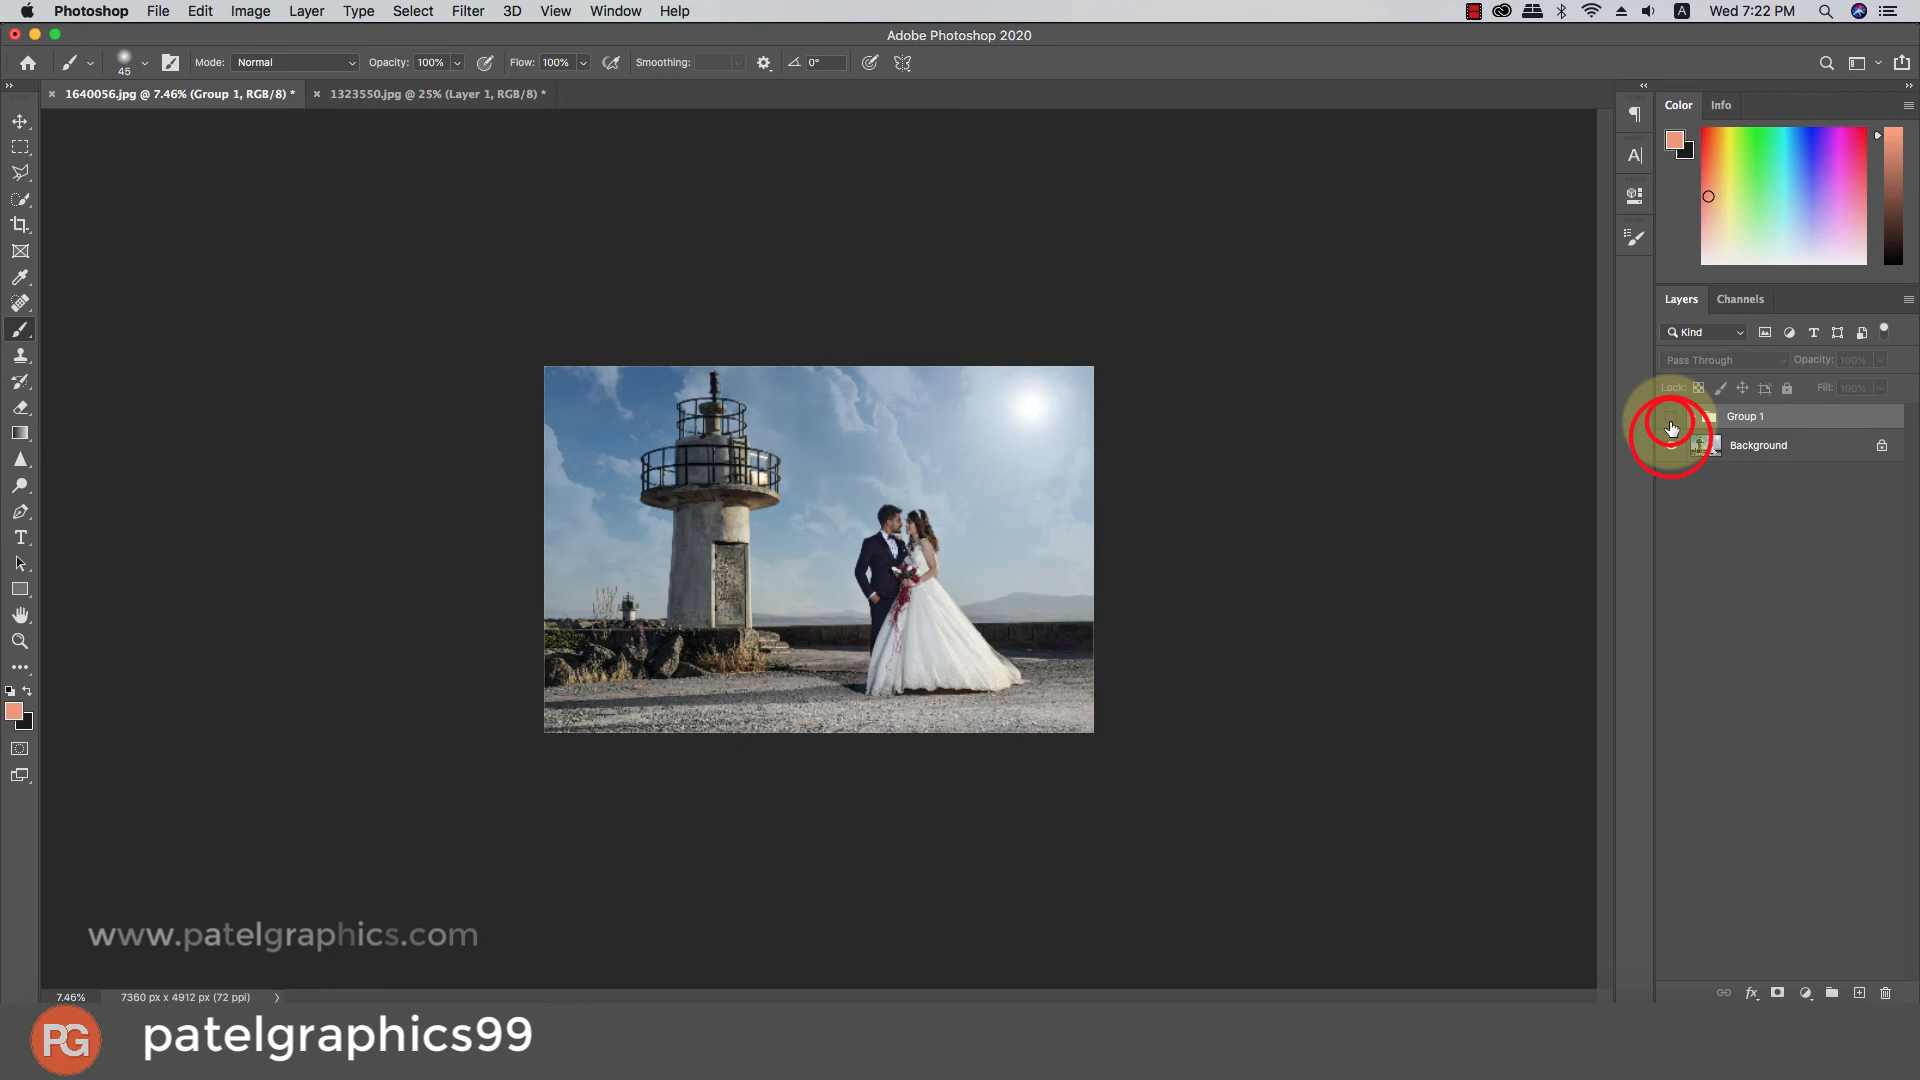 Photoshop File Edit Image Layer Type Select Filter 3D View Window Help A Wed 7:22 PM
Adobe Photoshop 2020
45 Mode: Normal Opacity: 100% Flow: 100% Smoothing: 0°
1640056.jpg @ 7.46% (Group 1, RGB/8) * 1323550.jpg @ 25% (Layer 1, RGB/8) *
Color Info
A
Layers Channels
Kind
Pass Through Opacity: 100%
Lock: Fill: 100%
Group 1
Background
www.patelgraphics.com
7.46% 7360 px x 4912 px (72 ppi)
fx
PG patelgraphics99